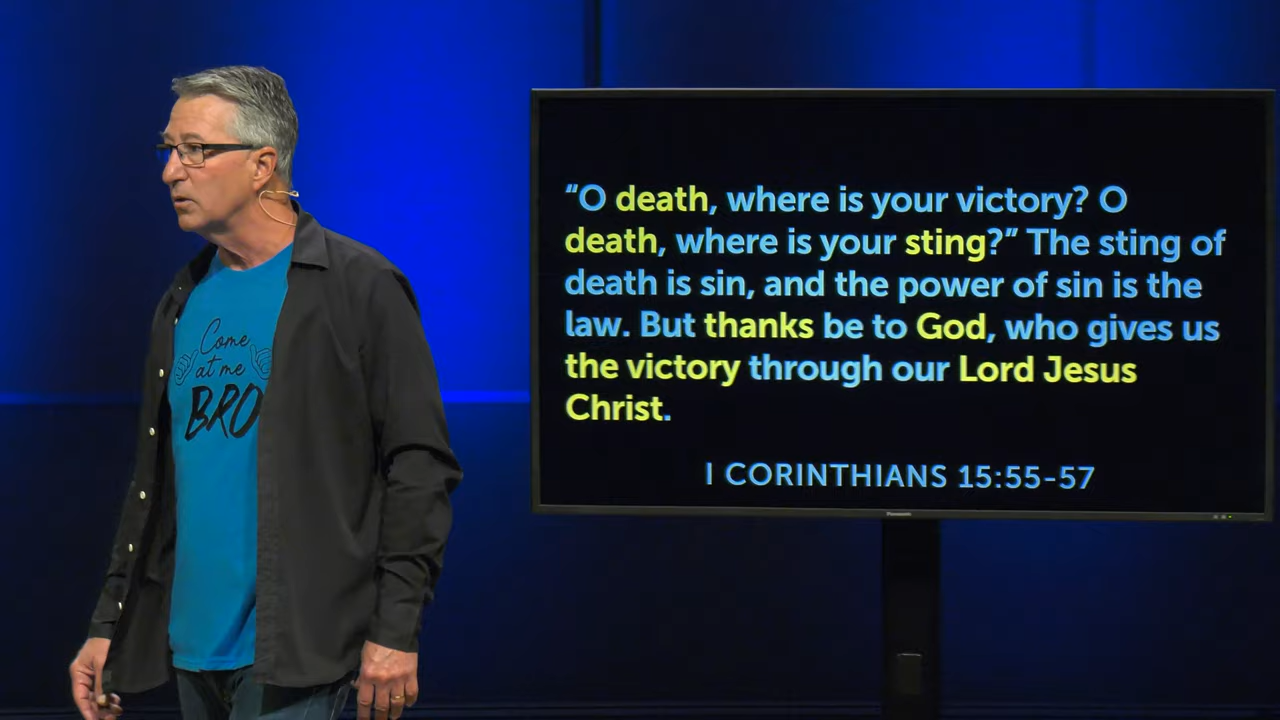 Come
at me
BRO
“O death, where is your victory? O
death, where is your sting?” The sting of
death is sin, and the power of sin is the
law. But thanks be to God, who gives us
the victory through our Lord Jesus
Christ.
I CORINTHIANS 15:55-57
Panasonic